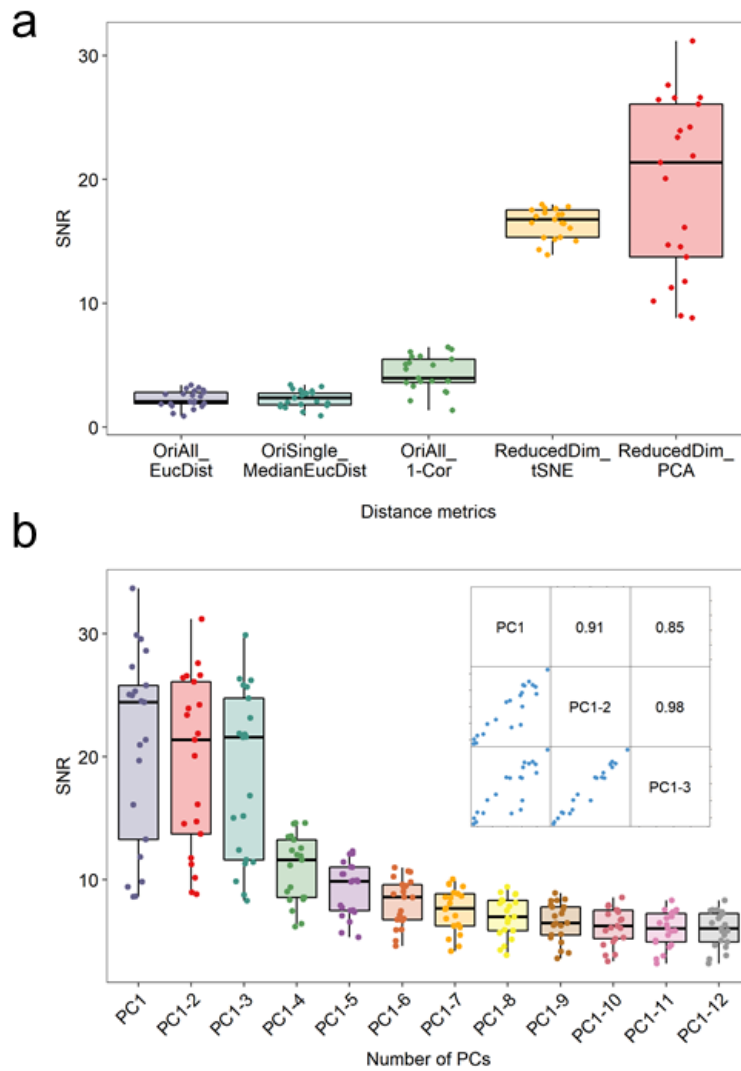 a
30
20
10
0
SNR
OriAll_ OriSingle_ OriAll_ ReducedDim_ ReducedDim_
EucDist MedianEucDist 1-Cor tSNE PCA
Distance metrics
b
30
20
10
SNR
PC1 0.91 0.85
PC1-2 0.98
PC1-3
PC1 PC1-2 PC1-3 PC1-4 PC1-5 PC1-6 PC1-7 PC1-8 PC1-9 PC1-10 PC1-11 PC1-12
Number of PCs